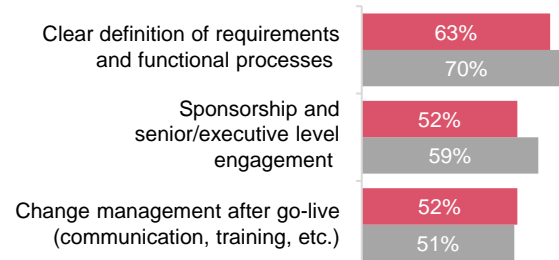 Clear definition of requirements
and functional processes
63%
70%
Sponsorship and
senior/executive level
engagement
52%
59%
Change management after go-live
(communication, training, etc.)
52%
51%